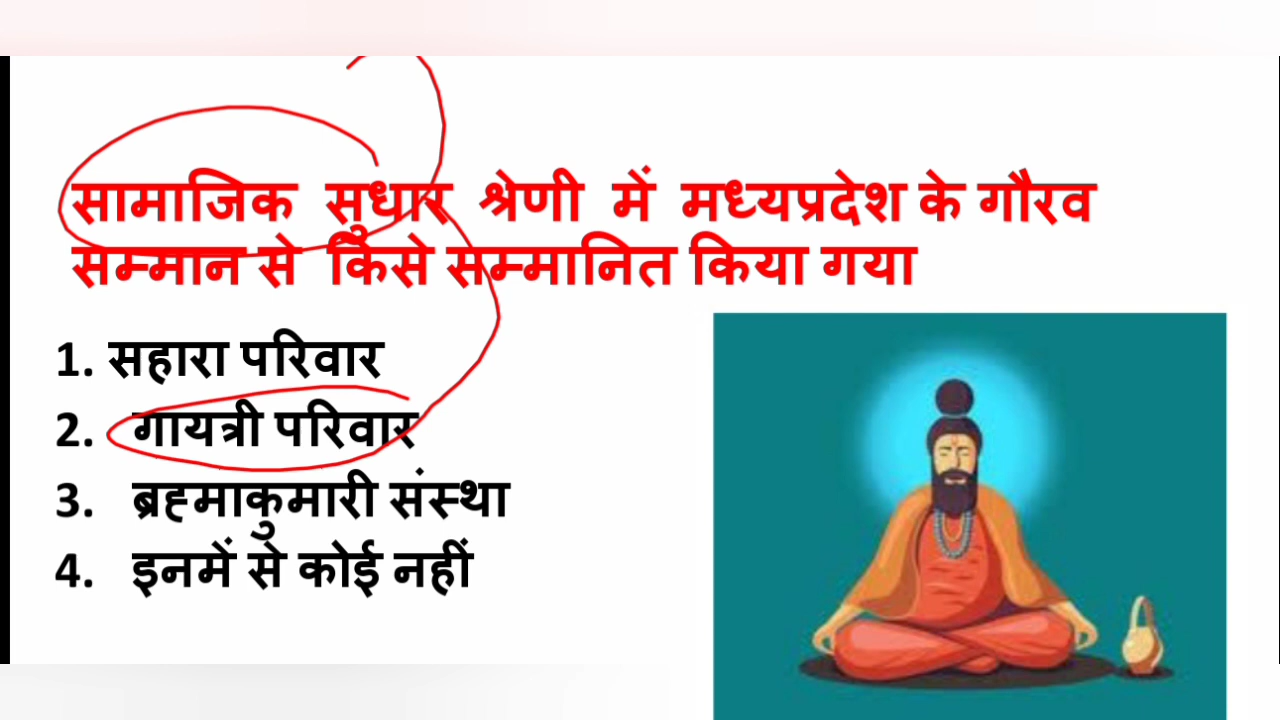 सामाजिक सुधार श्रेणी में मध्यप्रदेश के गौरव
सम्मान से किसे सम्मानित किया गया
1. सहारा परिवार
2. गायत्री परिवार
3. ब्रह्माकुमारी संस्था
4. इनमें से कोई नहीं